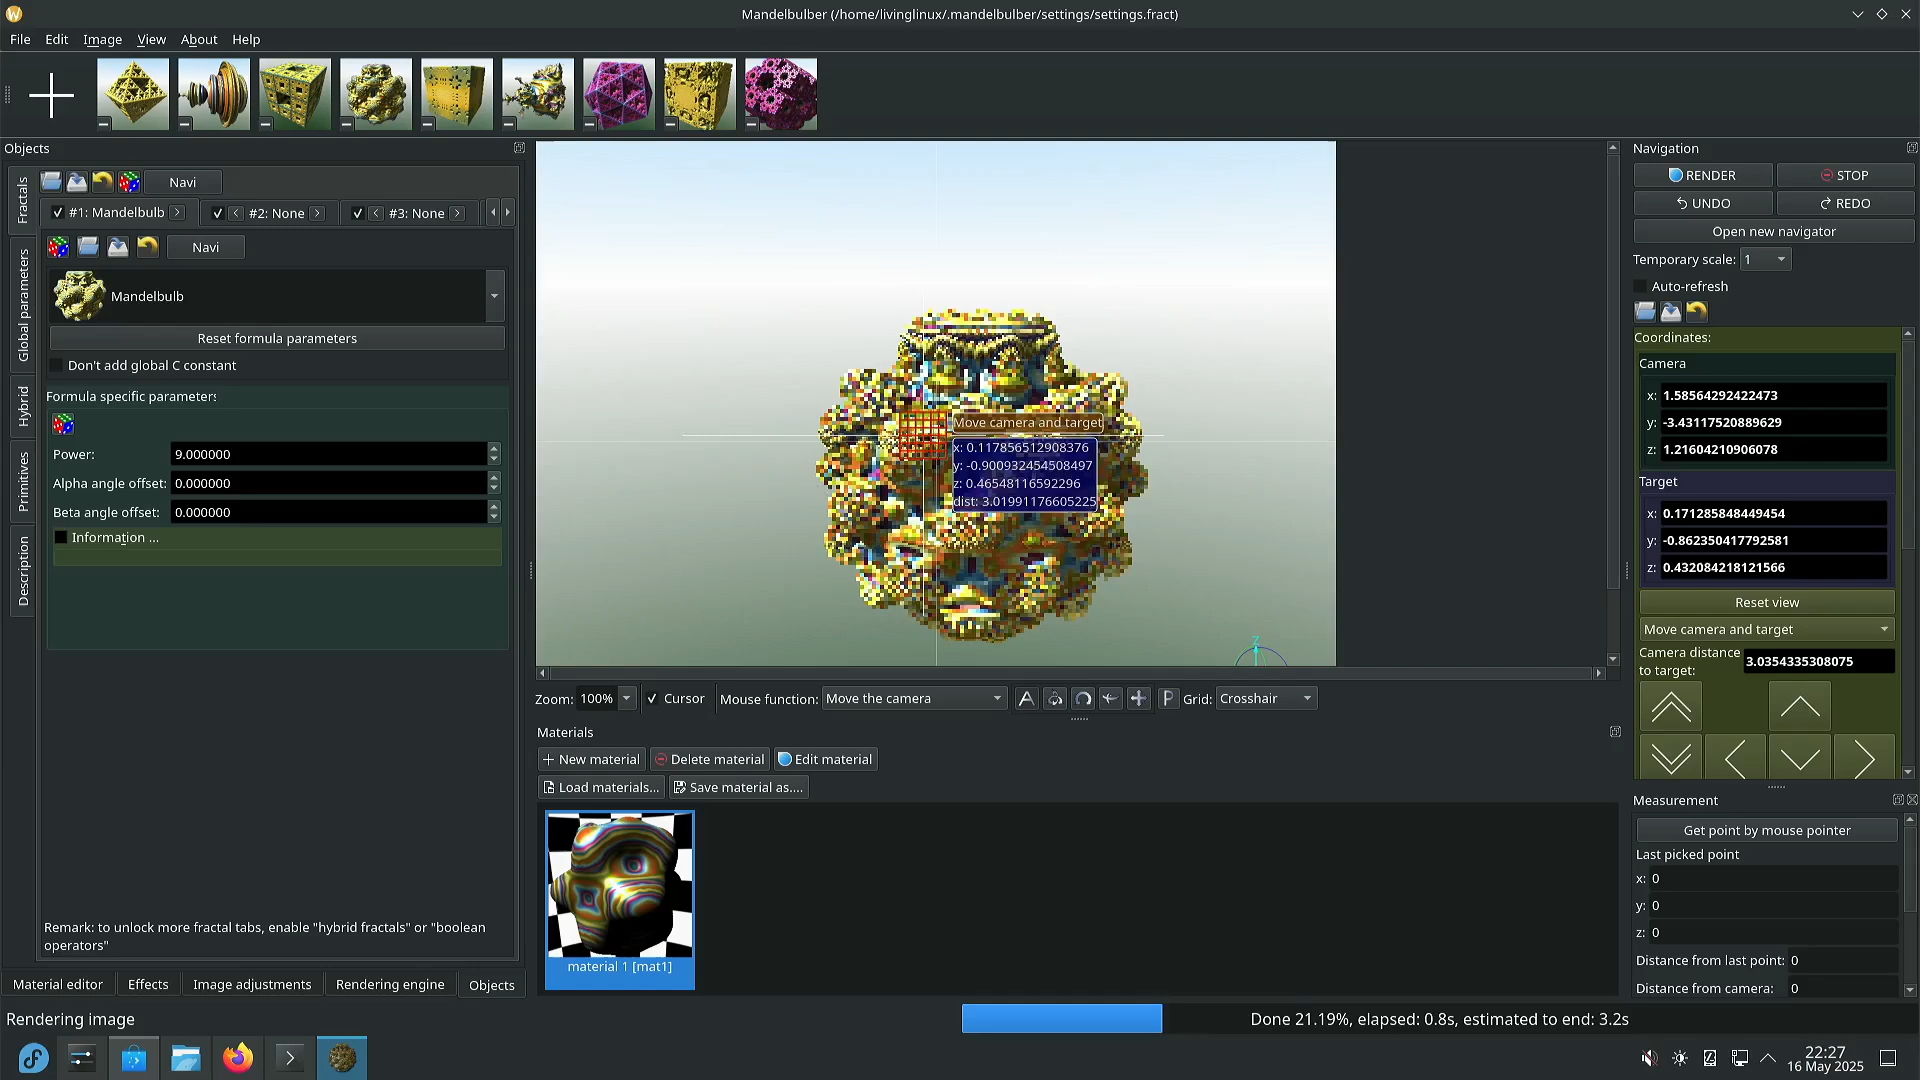 Mandelbulber (/home/livinglinux/.mandelbulber/settings/settings.fract)
File Edit Image View About Help
Objects
Fractals
Global parameters
Hybrid
Primitives
Description
Navi
#1: Mandelbulb
#2: None
#3: None
Navi
Mandelbulb
Reset formula parameters
Don't add global C constant
Formula specific parameters
Power: 9.000000
Alpha angle offset: 0.000000
Beta angle offset: 0.000000
Information ...
Remark: to unlock more fractal tabs, enable "hybrid fractals" or "boolean
operators"
Material editor Effects Image adjustments Rendering engine Objects
Move camera and target
x: 0.117856512908376
y: -0.900932454508497
z: 0.46548116592296
dist: 3.01991176605225
Z
Zoom: 100% Cursor Mouse function: Move the camera P Grid: Crosshair
Materials
New material Delete material Edit material
Load materials... Save material as....
material 1 [mat1]
Navigation
RENDER STOP
UNDO REDO
Open new navigator
Temporary scale: 1
Auto-refresh
Coordinates:
Camera
x: 1.58564292422473
y: -3.43117520889629
z: 1.21604210906078
Target
x: 0.171285848449454
y: -0.862350417792581
z: 0.432084218121566
Reset view
Move camera and target
Camera distance
to target: 3.0354335308075
Measurement
Get point by mouse pointer
Last picked point
x: 0
y: 0
z: 0
Distance from last point: 0
Distance from camera: 0
Rendering image
Done 21.19%, elapsed: 0.8s, estimated to end: 3.2s
22:27
16 May 2025